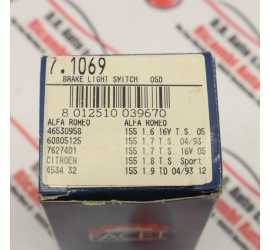 7.1069
BRAKE LIGHT SWITCH OSD
8 012510 039670
ALFA ROMEO ALFA ROMEO
46530958 155 1.6 16V T.S. 05
60805125 155 1.7 T.S. 04/93
7627401 155 1.7 T.S. 16V 05
CITROEN 155 1.8 T.S. Sport
4534 32 155 1.9 TD 04/93 12